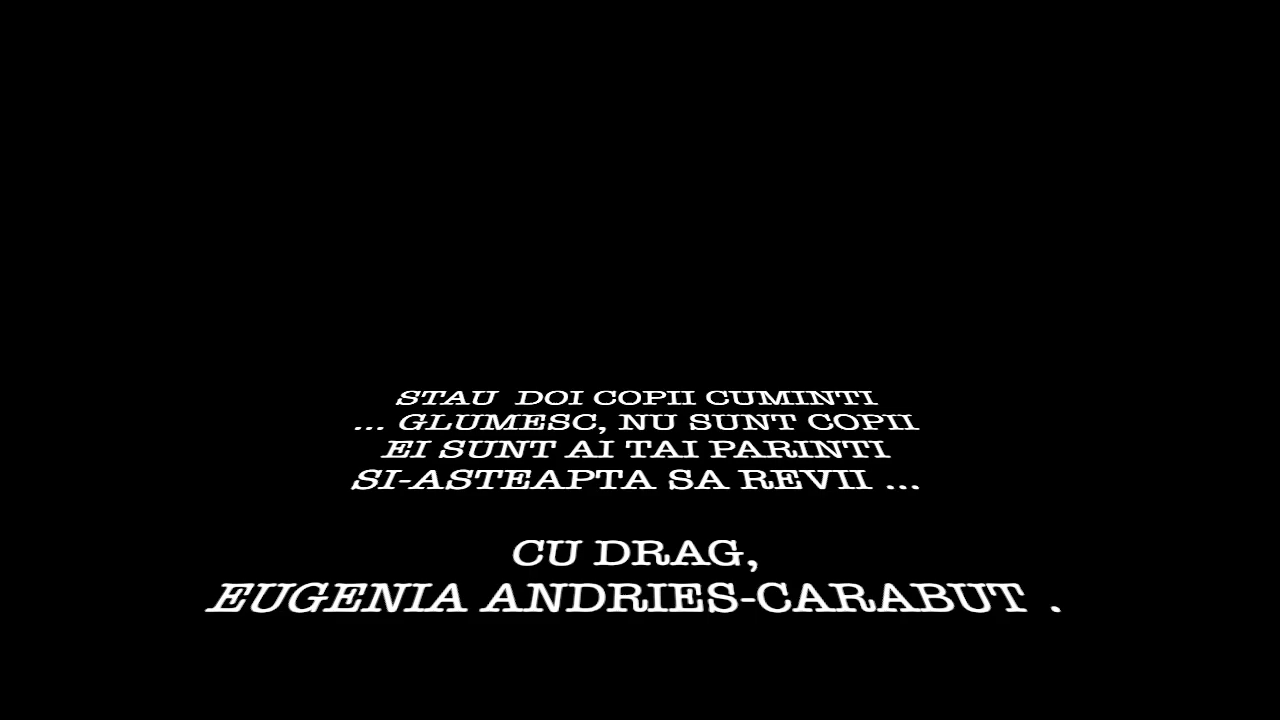 STAU DOI COPII CUMINTI
... GLUMESC, NU SUNT COPII
EI SUNT AI TAI PARINTI
SI-ASTEAPTA SA REVII ...
CU DRAG,
EUGENIA ANDRIES-CARABUT .